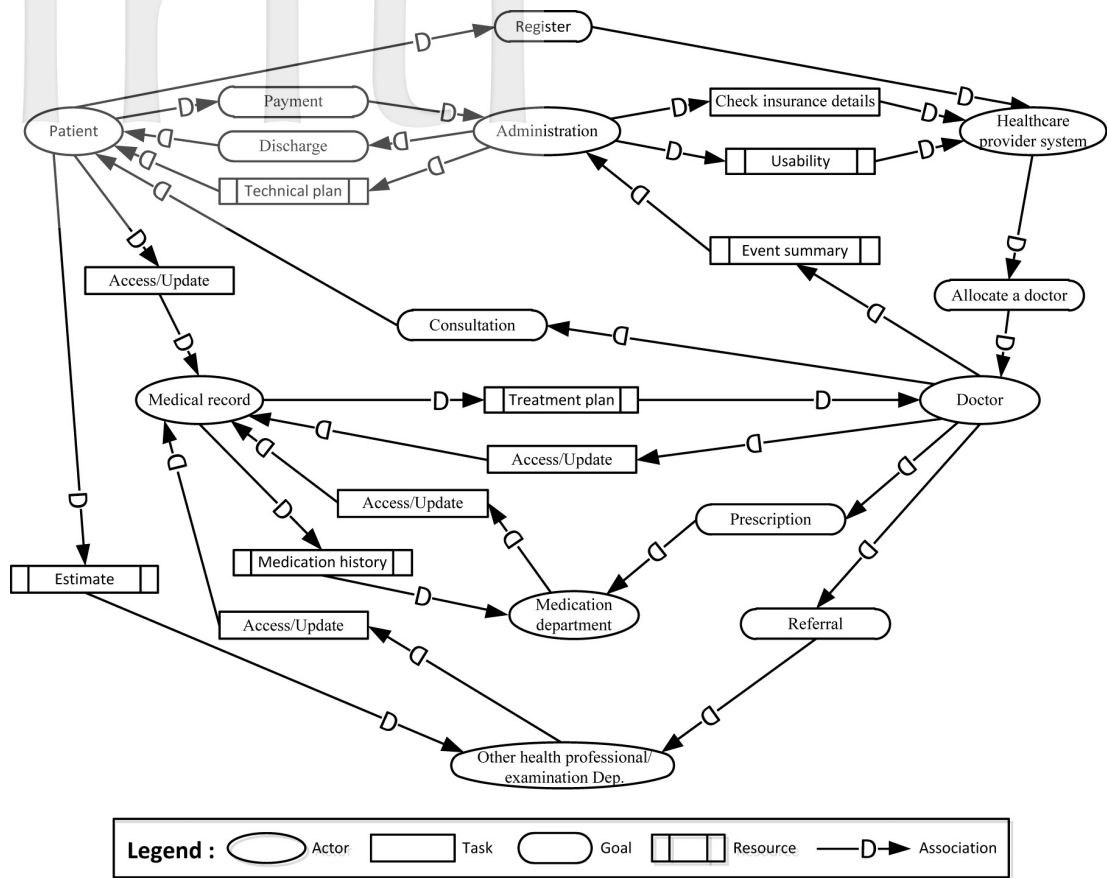 Register
D
D
Payment
Check insurance details
D
D
D
D
D
Patient
Administration
Healthcare
provider system
Discharge
D
D
Usability
D
D
Technical plan
D
D
D
D
D
Event summary
Access/Update
D
Allocate a doctor
D
Consultation
D
D
D
D
Medical record
D
Treatment plan
D
Doctor
D
D
Access/Update
D
D
D
Access/Update
D
Prescription
D
D
D
D
Medication history
Estimate
D
Medication
department
Access/Update
Referral
D
D
D
Other health professional/
examination Dep.
Legend :
Actor
Task
Goal
Resource
D
Association